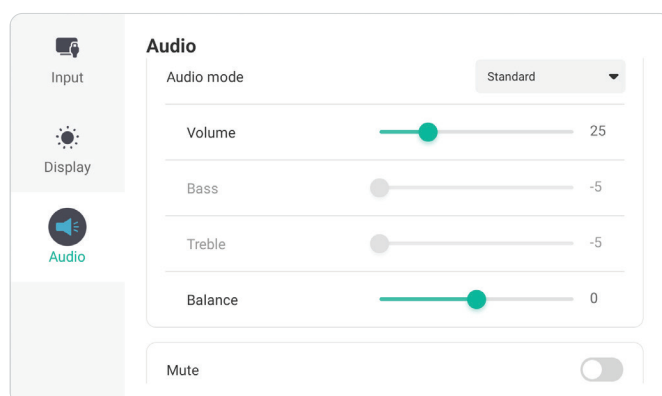 Input
Display
Audio
Audio
Audio mode Standard
Volume 25
Bass -5
Treble -5
Balance 0
Mute